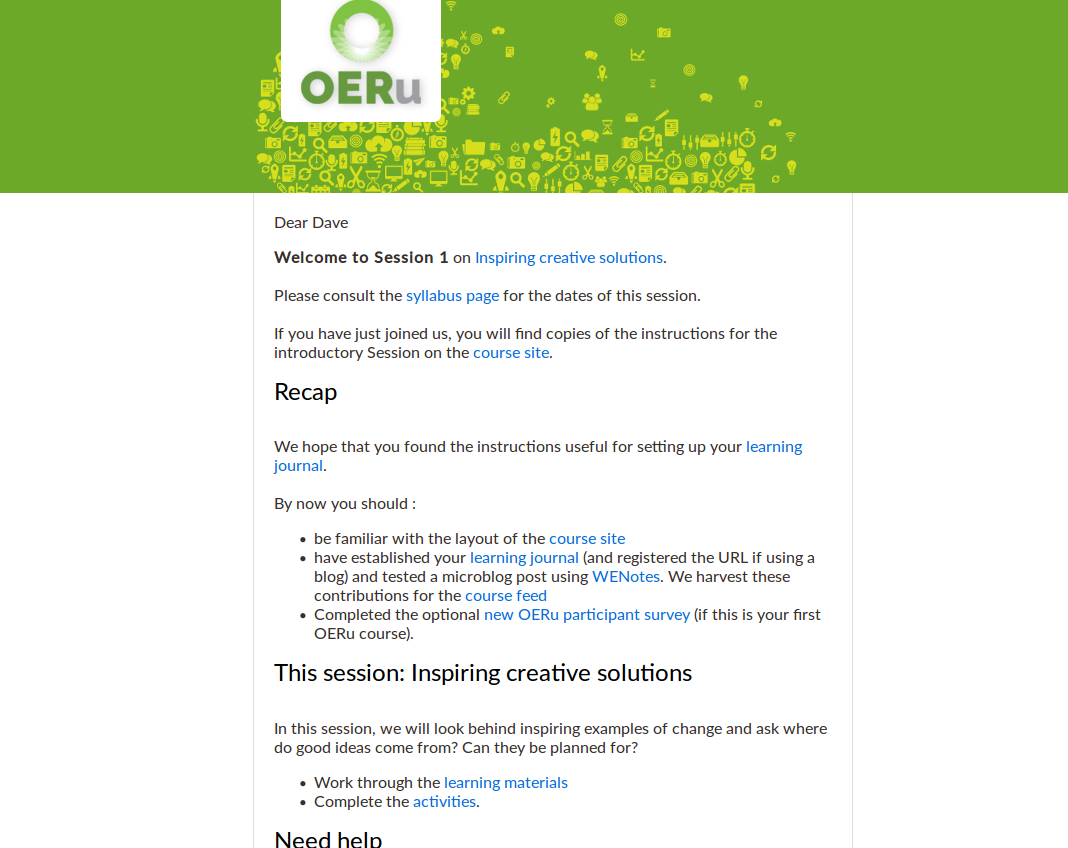 OERu
Dear Dave
Welcome to Session 1 on Inspiring creative solutions.
Please consult the syllabus page for the dates of this session.
If you have just joined us, you will find copies of the instructions for the
introductory Session on the course site.
Recap
We hope that you found the instructions useful for setting up your learning
journal.
By now you should :
• be familiar with the layout of the course site
• have established your learning journal (and registered the URL if using a
blog) and tested a microblog post using WENotes. We harvest these
contributions for the course feed
• Completed the optional new OERu participant survey (if this is your first
OERu course).
This session: Inspiring creative solutions
In this session, we will look behind inspiring examples of change and ask where
do good ideas come from? Can they be planned for?
• Work through the learning materials
• Complete the activities.
Need help